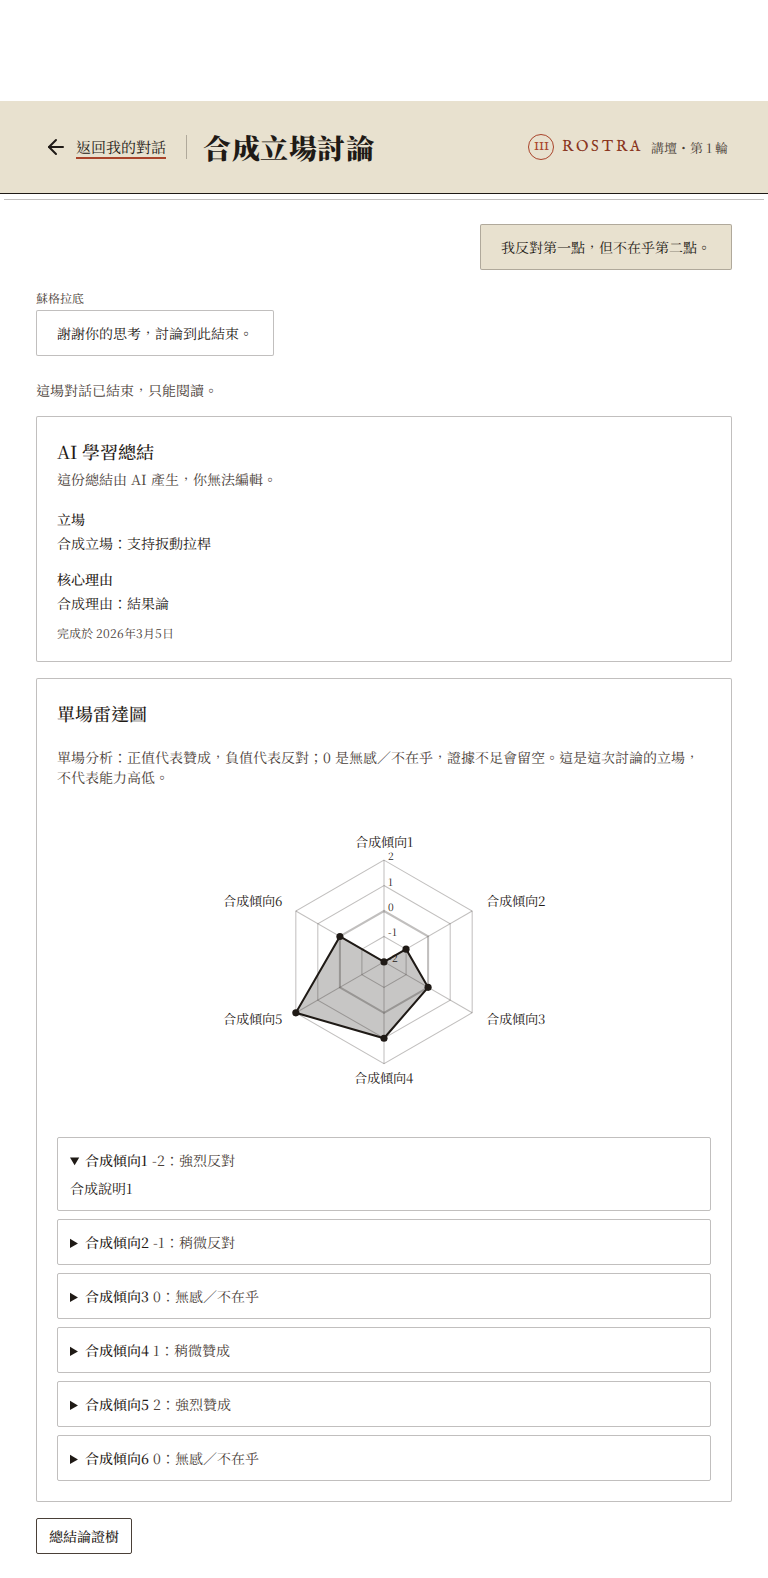 返回我的對話
合成立場討論
III ROSTRA 講壇・第 1 輪
我反對第一點，但不在乎第二點。
蘇格拉底
謝謝你的思考，討論到此結束。
這場對話已結束，只能閱讀。
AI 學習總結
這份總結由 AI 產生，你無法編輯。
立場
合成立場：支持扳動拉桿
核心理由
合成理由：結果論
完成於 2026年3月5日
單場雷達圖
單場分析：正值代表贊成，負值代表反對；0 是無感／不在乎，證據不足會留空。這是這次討論的立場，
不代表能力高低。
合成傾向1
2
合成傾向6
合成傾向2
1
0
-1
-2
合成傾向5
合成傾向3
合成傾向4
合成傾向1 -2：強烈反對
合成說明1
合成傾向2 -1：稍微反對
合成傾向3 0：無感／不在乎
合成傾向4 1：稍微贊成
合成傾向5 2：強烈贊成
合成傾向6 0：無感／不在乎
總結論證樹